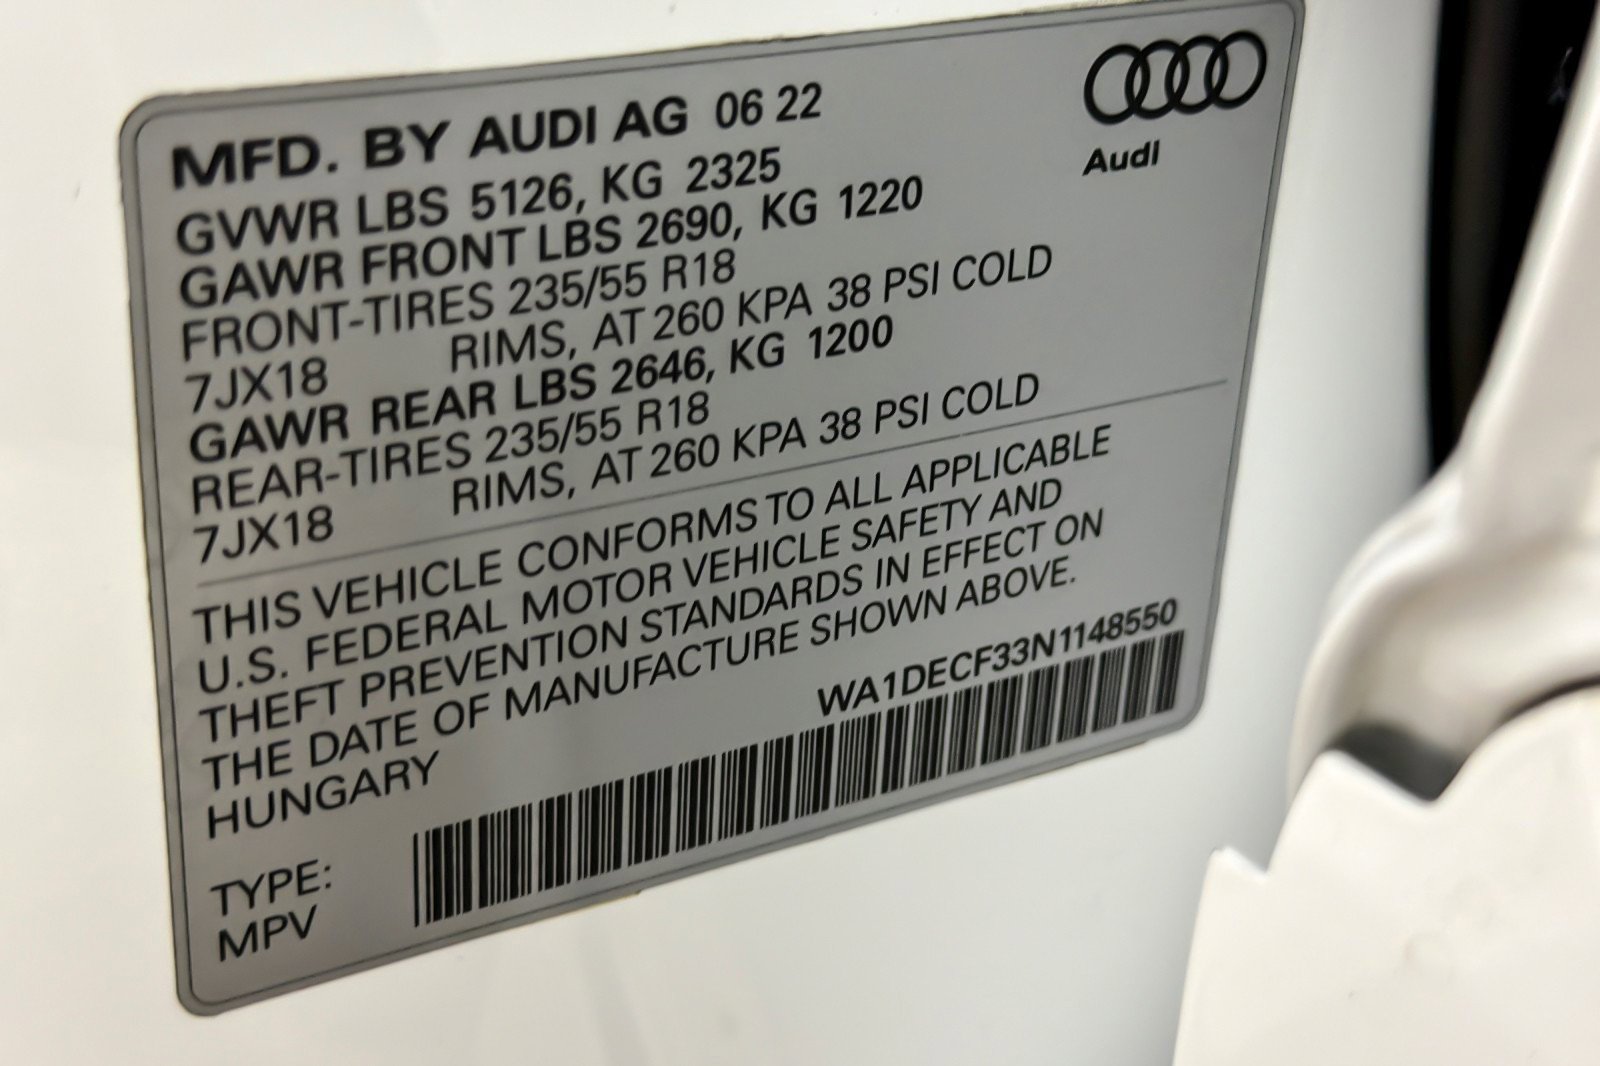 MFD. BY AUDI AG 06 22
GVWR LBS 5126, KG 2325
GAWR FRONT LBS 2690, KG 1220
FRONT-TIRES 235/55 R18
7JX18 RIMS, AT 260 KPA 38 PSI COLD
GAWR REAR LBS 2646, KG 1200
REAR-TIRES 235/55 R18
7JX18 RIMS, AT 260 KPA 38 PSI COLD
Audi
THIS VEHICLE CONFORMS TO ALL APPLICABLE
U.S. FEDERAL MOTOR VEHICLE SAFETY AND
THEFT PREVENTION STANDARDS IN EFFECT ON
THE DATE OF MANUFACTURE SHOWN ABOVE.
HUNGARY
WA1DECF33N1148550
TYPE:
MPV